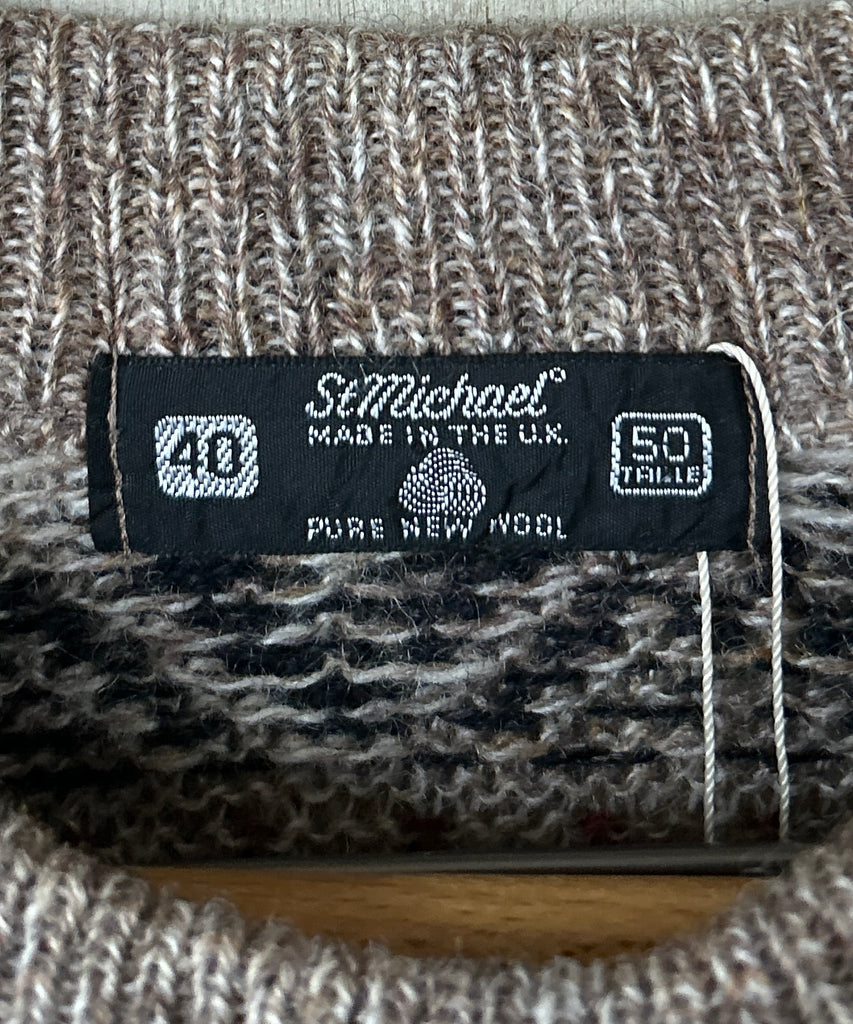 St Michael®
MADE IN THE U.K.
40
50
TAILLE
PURE NEW WOOL